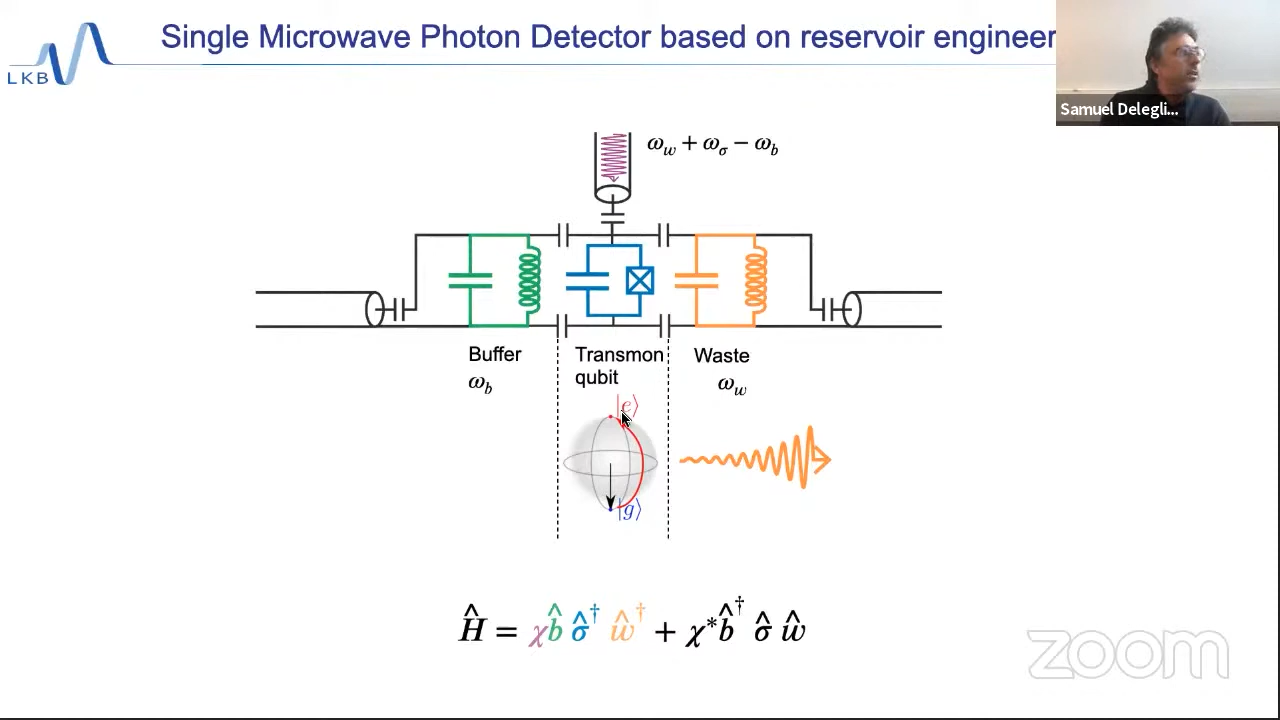 Single Microwave Photon Detector based on reservoir engineer
LKB
Samuel Delegli...
ω_w + ω_σ − ω_b
Buffer
ω_b
Transmon
qubit
Waste
ω_w
|e⟩
|g⟩
Ĥ = χb̂ σ̂† ŵ† + χ*b̂† σ̂ ŵ
zoom